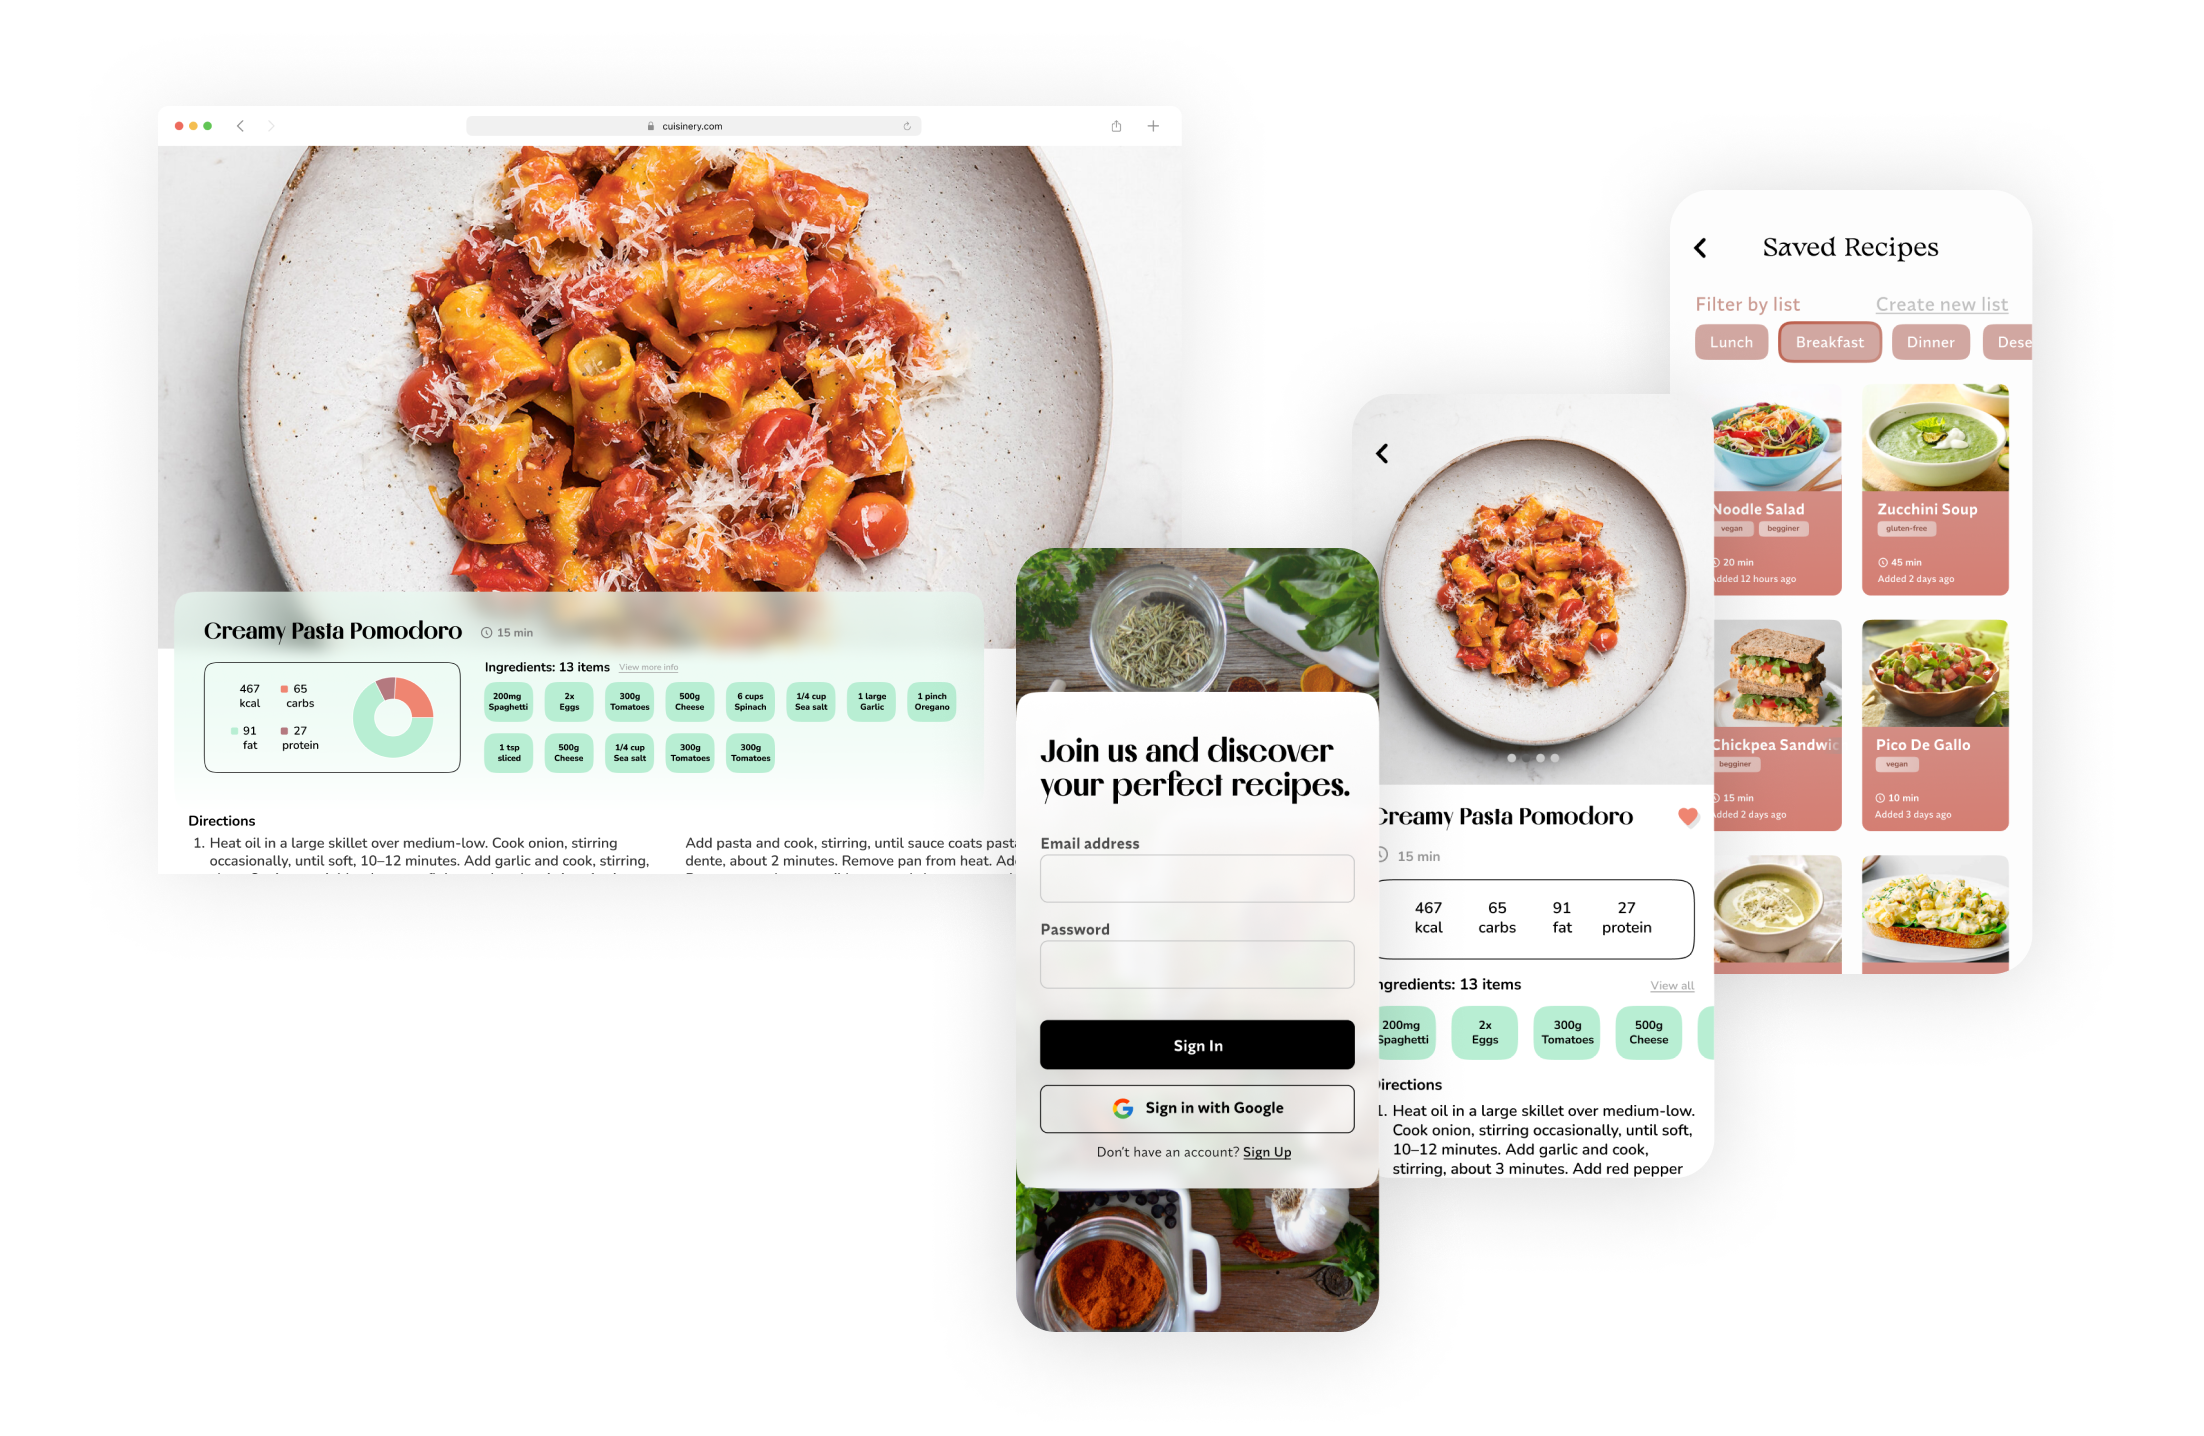 cuisinery.com
Creamy Pasta Pomodoro
15 min
467
kcal
65
carbs
91
fat
27
protein
Ingredients: 13 items
View more info
200mg
Spaghetti
2x
Eggs
300g
Tomatoes
500g
Cheese
6 cups
Spinach
1/4 cup
Sea salt
1 large
Garlic
1 pinch
Oregano
1 tsp
sliced
500g
Cheese
1/4 cup
Sea salt
300g
Tomatoes
300g
Tomatoes
Directions
1. Heat oil in a large skillet over medium-low. Cook onion, stirring
occasionally, until soft, 10–12 minutes. Add garlic and cook, stirring,
Add pasta and cook, stirring, until sauce coats past
dente, about 2 minutes. Remove pan from heat. Ad
Join us and discover
your perfect recipes.
Email address
Password
Sign In
Sign in with Google
Don't have an account? Sign Up
Creamy Pasta Pomodoro
15 min
467
kcal
65
carbs
91
fat
27
protein
ngredients: 13 items
View all
200mg
Spaghetti
2x
Eggs
300g
Tomatoes
500g
Cheese
irections
1. Heat oil in a large skillet over medium-low.
Cook onion, stirring occasionally, until soft,
10–12 minutes. Add garlic and cook,
stirring, about 3 minutes. Add red pepper
Saved Recipes
Filter by list
Create new list
Lunch
Breakfast
Dinner
Dese
Noodle Salad
vegan
begginer
20 min
Added 12 hours ago
Zucchini Soup
gluten-free
45 min
Added 2 days ago
Chickpea Sandwic
begginer
15 min
Added 2 days ago
Pico De Gallo
vegan
10 min
Added 3 days ago